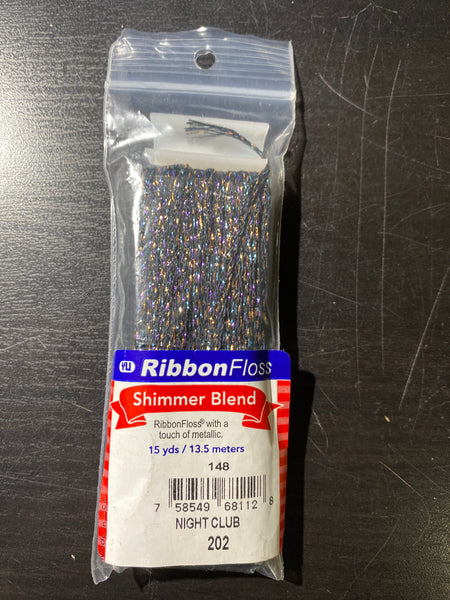 YLI RibbonFloss
Shimmer Blend
RibbonFloss® with a
touch of metallic.
15 yds / 13.5 meters
148
7 58549 68112 8
NIGHT CLUB
202